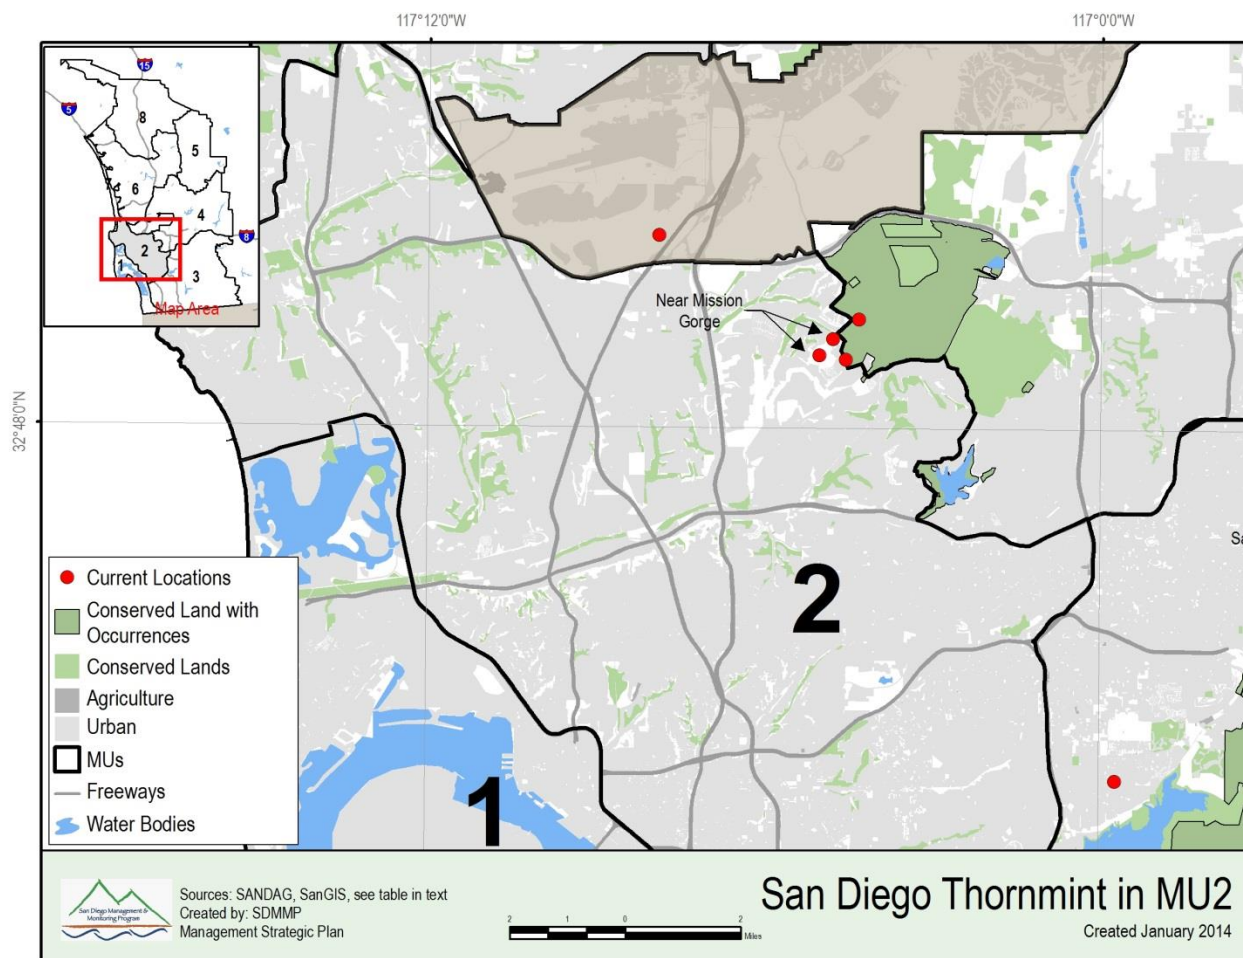 117°12'0"W
117°0'0"W
32°48'0"N
15
5
8
5
6
4
8
2
1
3
Map Area
Near Mission
Gorge
2
1
Sa
Current Locations
Conserved Land with
Occurrences
Conserved Lands
Agriculture
Urban
MUs
Freeways
Water Bodies
San Diego Management &
Monitoring Program
Sources: SANDAG, SanGIS, see table in text
Created by: SDMMP
Management Strategic Plan
2 1 0 2
Miles
San Diego Thornmint in MU2
Created January 2014